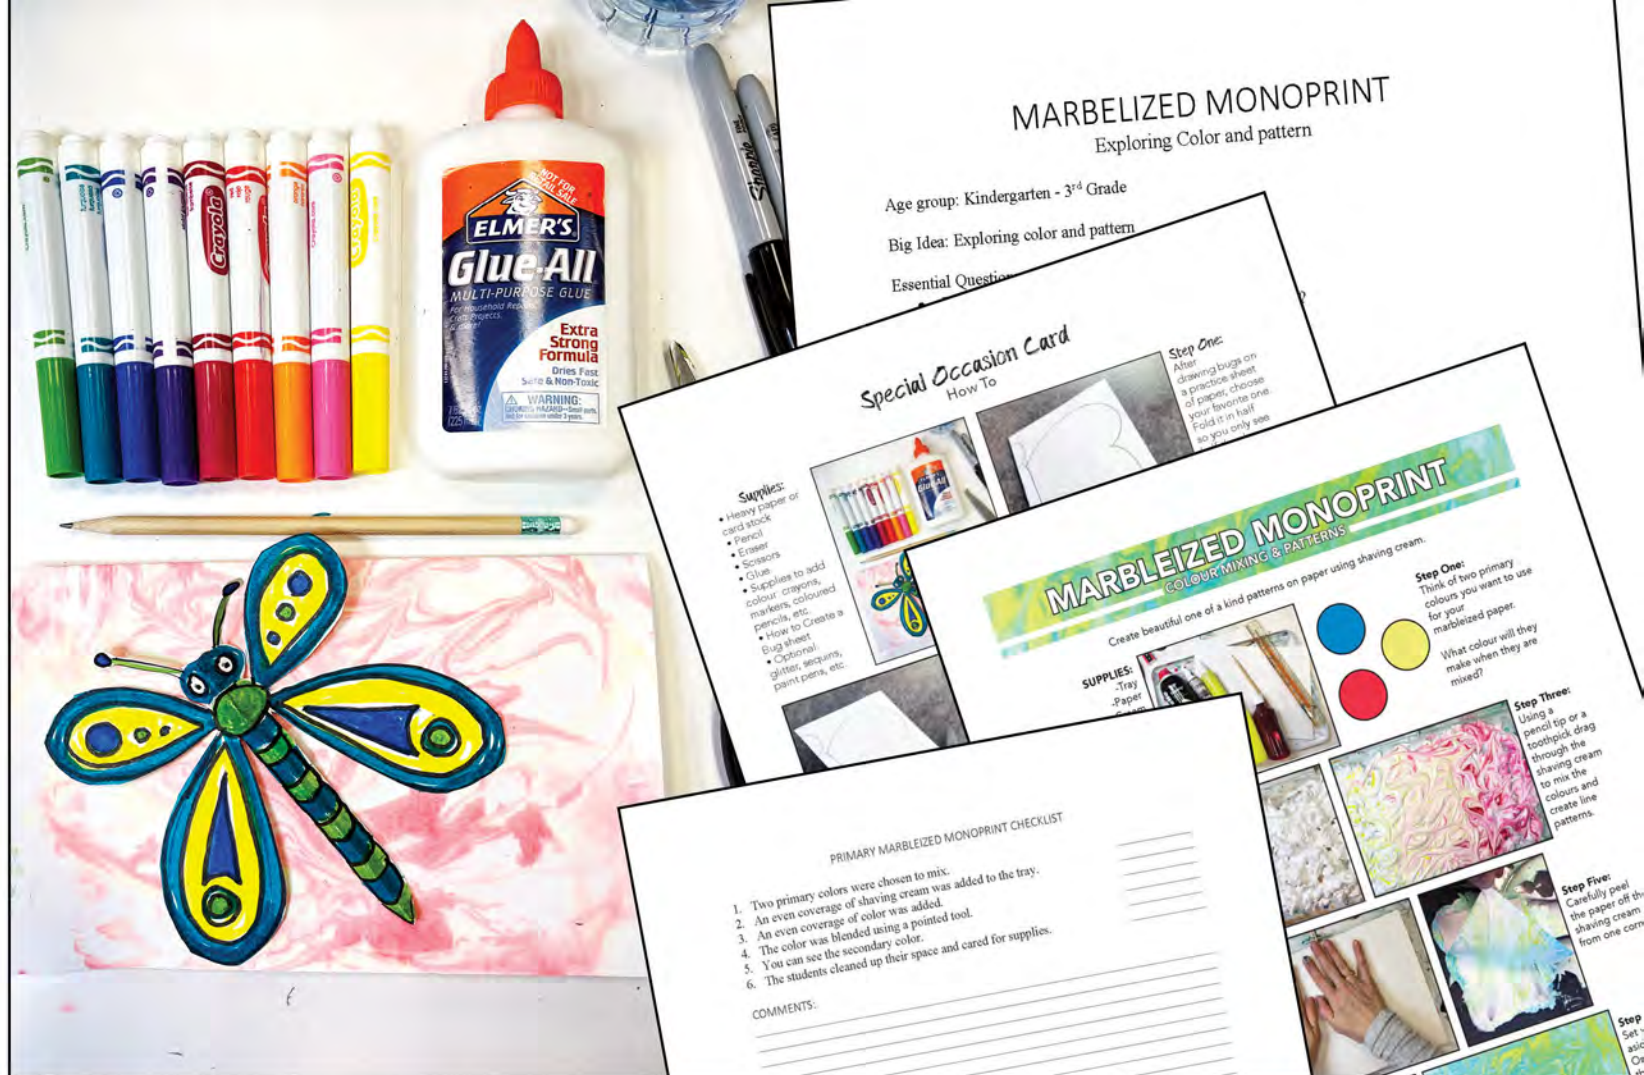 Crayola
Crayola
NOT FOR
RETAIL SALE
ELMER'S
Glue-All
MULTI-PURPOSE GLUE
For Household Repairs,
Craft Projects,
& more!
Extra
Strong
Formula
Dries Fast
Safe & Non-Toxic
WARNING:
Sharpie
MARBELIZED MONOPRINT
Exploring Color and pattern
Age group: Kindergarten - 3rd Grade
Big Idea: Exploring color and pattern
Essential Questio
Special Occasion Card
How To
Supplies:
• Heavy paper or
card stock
• Pencil
• Eraser
• Scissors
• Glue
• Supplies to add
colour: crayons,
markers, coloured
pencils, etc.
• How to Create a
Bug sheet
• Optional:
glitter, sequins,
paint pens, etc.
Step One:
After
drawing bugs on
a practice sheet
of paper, choose
your favorite one.
Fold it in half
so you only see
MARBLEIZED MONOPRINT
COLOUR MIXING & PATTERNS
Create beautiful one of a kind patterns on paper using shaving cream.
SUPPLIES:
-Tray
-Paper
Step One:
Think of two primary
colours you want to use
for your
marbleized paper.
What colour will they
make when they are
mixed?
Step Three:
Using a
pencil tip or a
toothpick drag
through the
shaving cream
to mix the
colours and
create line
patterns.
Step Five:
Carefully peel
the paper off the
shaving cream
from one corn
Step
Set
PRIMARY MARBLEIZED MONOPRINT CHECKLIST
1. Two primary colors were chosen to mix.
2. An even coverage of shaving cream was added to the tray.
3. An even coverage of color was added.
4. The color was blended using a pointed tool.
5. You can see the secondary color.
6. The students cleaned up their space and cared for supplies.
COMMENTS: